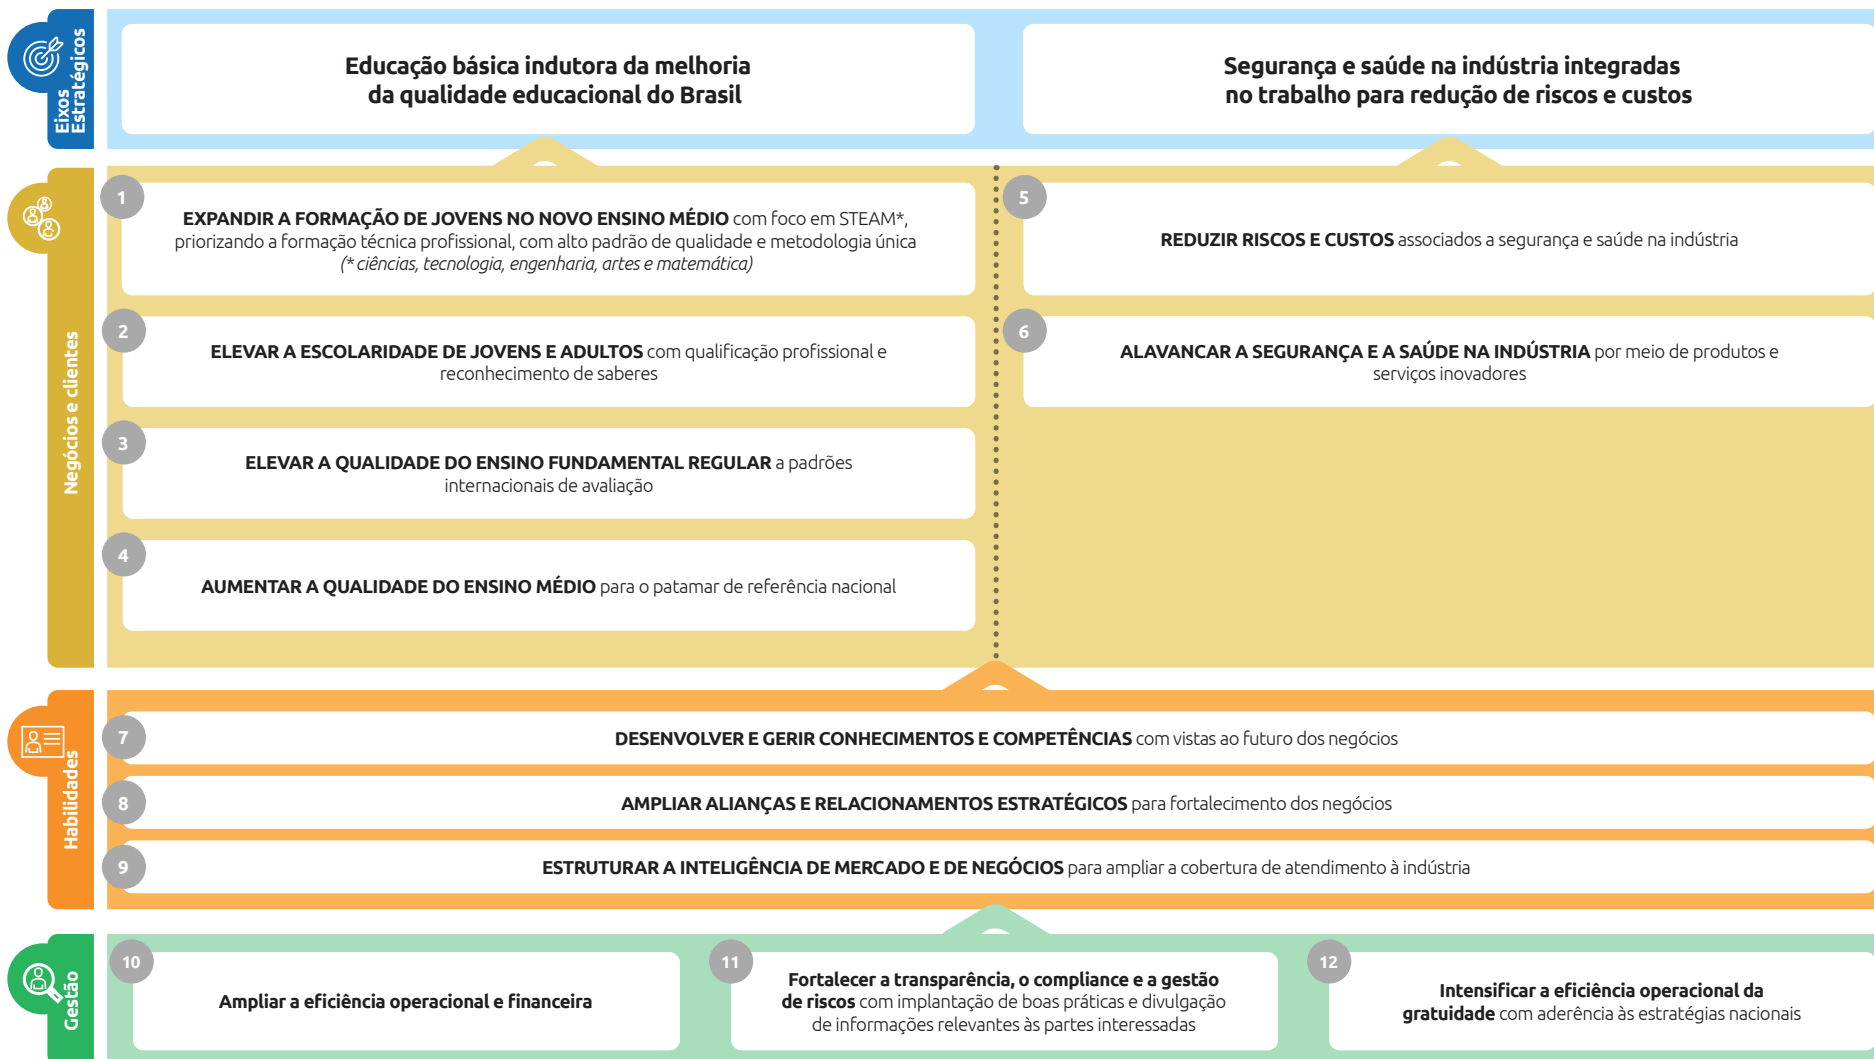 Eixos
Estratégicos
Educação básica indutora da melhoria
da qualidade educacional do Brasil
Segurança e saúde na indústria integradas
no trabalho para redução de riscos e custos
Negócios e clientes
1
EXPANDIR A FORMAÇÃO DE JOVENS NO NOVO ENSINO MÉDIO com foco em STEAM*,
priorizando a formação técnica profissional, com alto padrão de qualidade e metodologia única
(* ciências, tecnologia, engenharia, artes e matemática)
2
ELEVAR A ESCOLARIDADE DE JOVENS E ADULTOS com qualificação profissional e
reconhecimento de saberes
3
ELEVAR A QUALIDADE DO ENSINO FUNDAMENTAL REGULAR a padrões
internacionais de avaliação
4
AUMENTAR A QUALIDADE DO ENSINO MÉDIO para o patamar de referência nacional
5
REDUZIR RISCOS E CUSTOS associados a segurança e saúde na indústria
6
ALAVANCAR A SEGURANÇA E A SAÚDE NA INDÚSTRIA por meio de produtos e
serviços inovadores
Habilidades
7
DESENVOLVER E GERIR CONHECIMENTOS E COMPETÊNCIAS com vistas ao futuro dos negócios
8
AMPLIAR ALIANÇAS E RELACIONAMENTOS ESTRATÉGICOS para fortalecimento dos negócios
9
ESTRUTURAR A INTELIGÊNCIA DE MERCADO E DE NEGÓCIOS para ampliar a cobertura de atendimento à indústria
Gestão
10
Ampliar a eficiência operacional e financeira
11
Fortalecer a transparência, o compliance e a gestão
de riscos com implantação de boas práticas e divulgação
de informações relevantes às partes interessadas
12
Intensificar a eficiência operacional da
gratuidade com aderência às estratégias nacionais